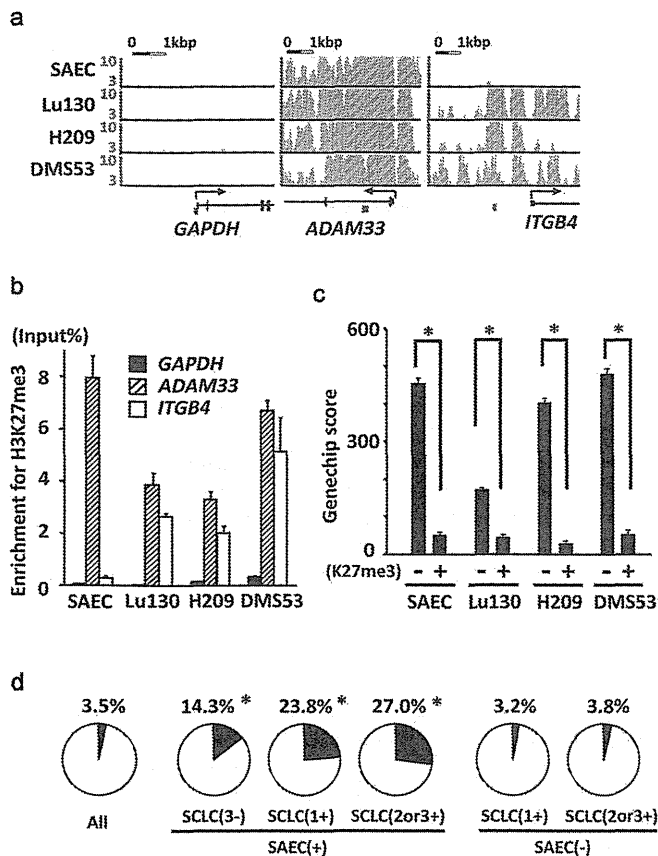 a
0 1kbp 0 1kbp 0 1kbp
SAEC 10 3
Lu130 10 3
H209 10 3
DMS53 10 3
GAPDH ADAM33 ITGB4
b
(Input%)
Enrichment for H3K27me3
8
6
4
2
0
GAPDH
ADAM33
ITGB4
SAEC Lu130 H209 DMS53
c
Genechip score
600
300
0
* * * *
(K27me3) - + - + - + - +
SAEC Lu130 H209 DMS53
d
3.5% 14.3% * 23.8% * 27.0% * 3.2% 3.8%
All SCLC(3-) SCLC(1+) SCLC(2or3+) SCLC(1+) SCLC(2or3+)
SAEC(+) SAEC(-)